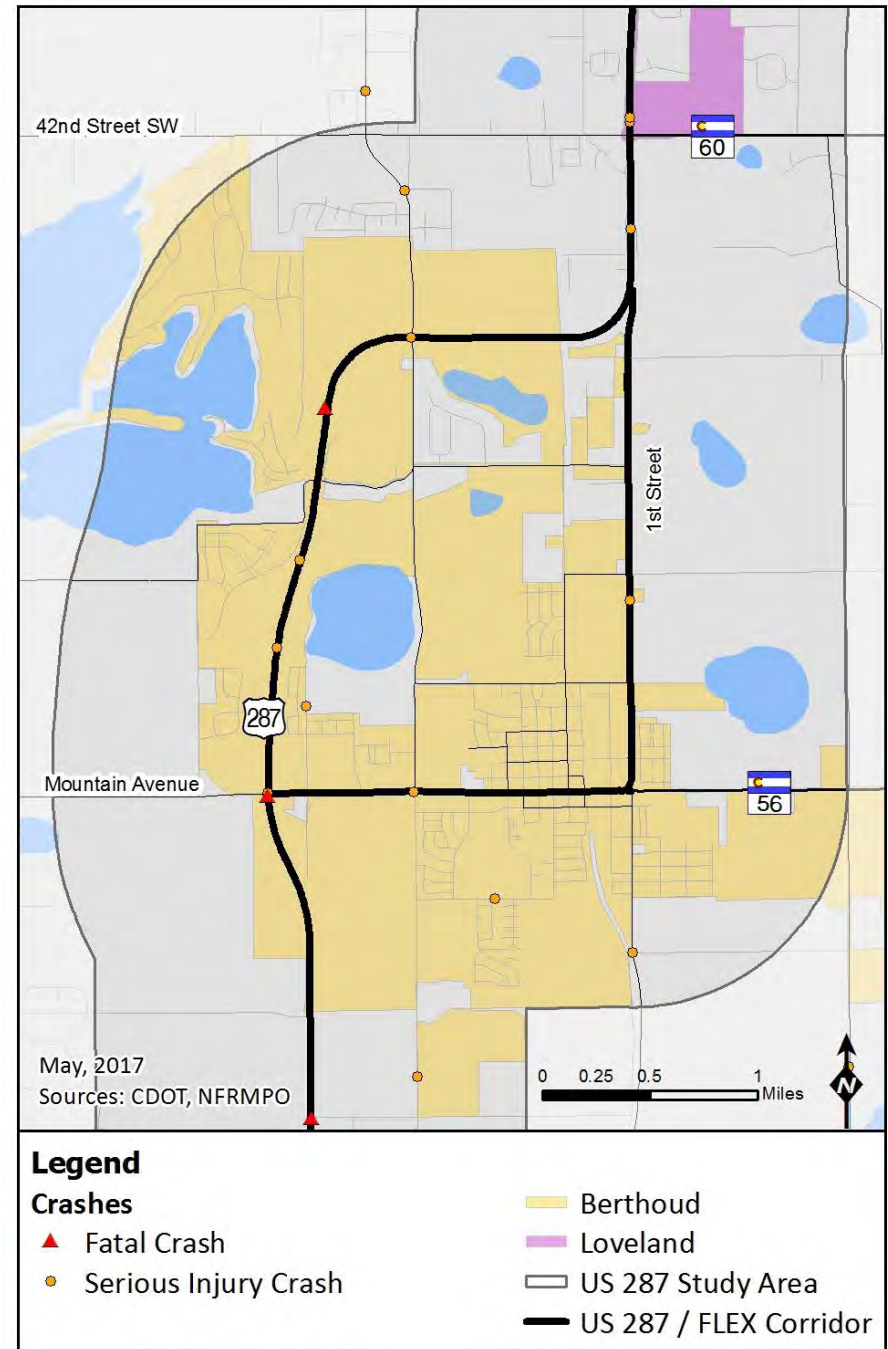 42nd Street SW
60
1st Street
287
Mountain Avenue
56
May, 2017
Sources: CDOT, NFRMPO
0 0.25 0.5 1
Miles
N
Legend
Crashes
Fatal Crash
Serious Injury Crash
Berthoud
Loveland
US 287 Study Area
US 287 / FLEX Corridor